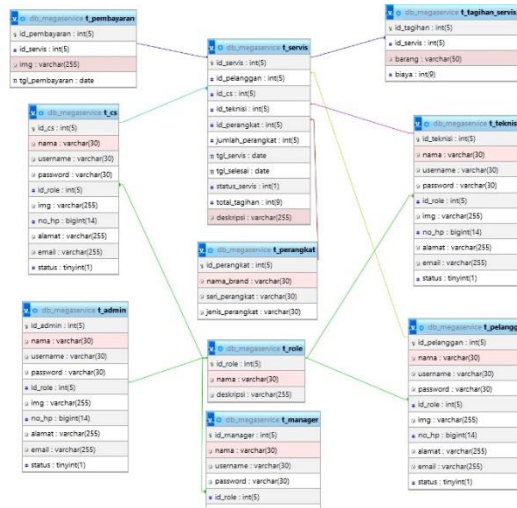 db_megaservice t_pembayaran
id_pembayaran : int(5)
id_servis : int(5)
img : varchar(255)
tgl_pembayaran : date
db_megaservice t_servis
id_servis : int(5)
id_pelanggan : int(5)
id_cs : int(5)
id_teknisi : int(5)
id_perangkat : int(5)
jumlah_perangkat : int(5)
tgl_servis : date
tgl_selesai : date
status_servis : int(1)
total_tagihan : int(9)
deskripsi : varchar(255)
db_megaservice t_tagihan_servis
id_tagihan : int(5)
id_servis : int(5)
barang : varchar(50)
biaya : int(9)
db_megaservice t_cs
id_cs : int(5)
nama : varchar(30)
username : varchar(30)
password : varchar(30)
id_role : int(5)
img : varchar(255)
no_hp : bigint(14)
alamat : varchar(255)
email : varchar(255)
status : tinyint(1)
db_megaservice t_teknisi
id_teknisi : int(5)
nama : varchar(30)
username : varchar(30)
password : varchar(30)
id_role : int(5)
img : varchar(255)
no_hp : bigint(14)
alamat : varchar(255)
email : varchar(255)
status : tinyint(1)
db_megaservice t_perangkat
id_perangkat : int(5)
nama_brand : varchar(30)
seri_perangkat : varchar(30)
jenis_perangkat : varchar(30)
db_megaservice t_admin
id_admin : int(5)
nama : varchar(30)
username : varchar(30)
password : varchar(30)
id_role : int(5)
img : varchar(255)
no_hp : bigint(14)
alamat : varchar(255)
email : varchar(255)
status : tinyint(1)
db_megaservice t_role
id_role : int(5)
nama : varchar(30)
deskripsi : varchar(255)
db_megaservice t_pelangg
id_pelanggan : int(5)
nama : varchar(30)
username : varchar(30)
password : varchar(30)
id_role : int(5)
img : varchar(255)
no_hp : bigint(14)
alamat : varchar(255)
email : varchar(255)
status : tinyint(1)
db_megaservice t_manager
id_manager : int(5)
nama : varchar(30)
username : varchar(30)
password : varchar(30)
id_role : int(5)